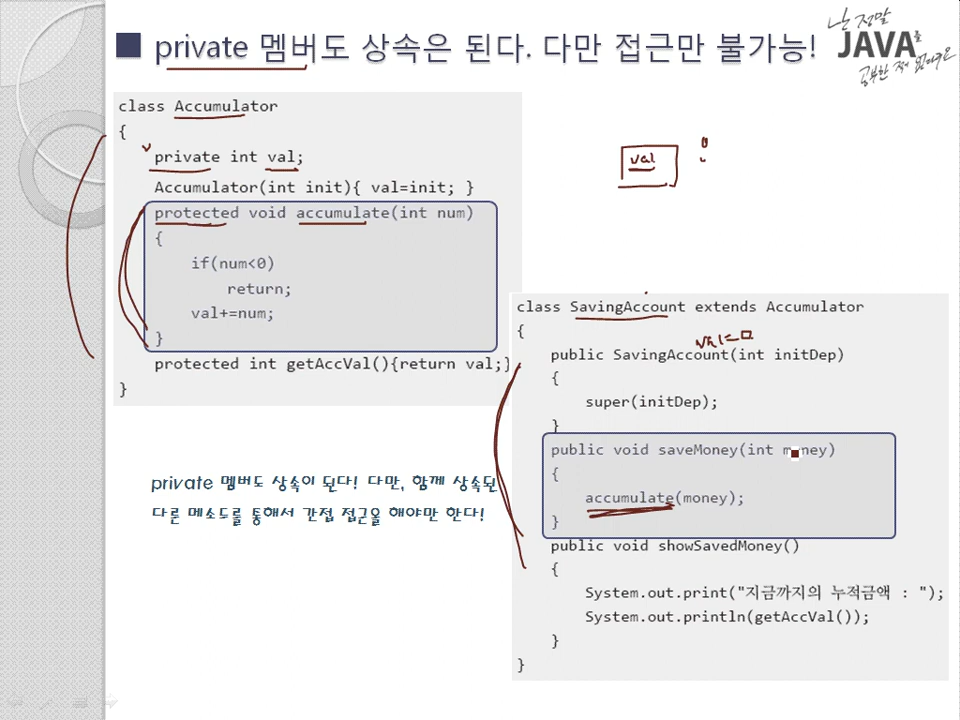 private 멤버도 상속은 된다. 다만 접근만 불가능!
난 정말
JAVA를
공부한 적이 없다구요
class Accumulator
{
private int val;
Accumulator(int init){ val=init; }
protected void accumulate(int num)
{
if(num<0)
return;
val+=num;
}
protected int getAccVal(){return val;}
}
val
class SavingAccount extends Accumulator
{
val=
public SavingAccount(int initDep)
{
super(initDep);
}
public void saveMoney(int money)
{
accumulate(money);
}
public void showSavedMoney()
{
System.out.print("지금까지의 누적금액 : ");
System.out.println(getAccVal());
}
}
private 멤버도 상속이 된다! 다만, 함께 상속된
다른 메소드를 통해서 간접 접근을 해야만 한다!